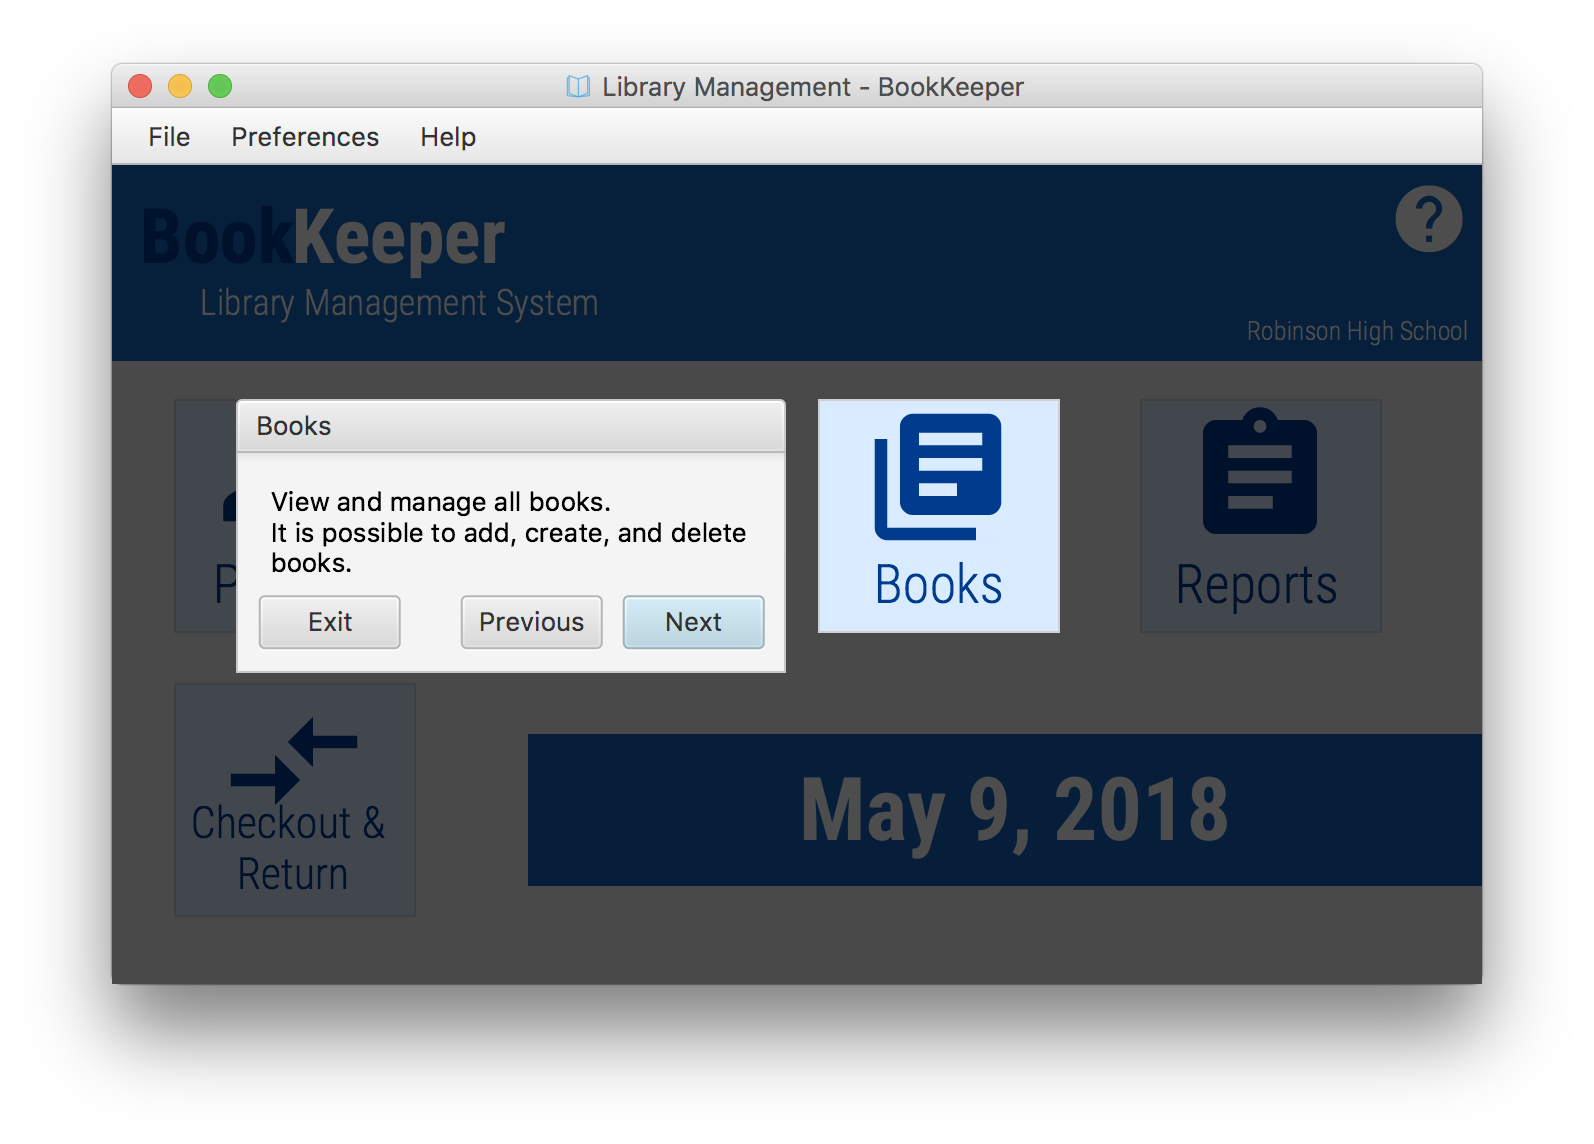 Library Management - BookKeeper
File Preferences Help
BookKeeper
Library Management System
?
Robinson High School
Books
View and manage all books.
It is possible to add, create, and delete
books.
Exit Previous Next
Books
Reports
Checkout &
Return
May 9, 2018